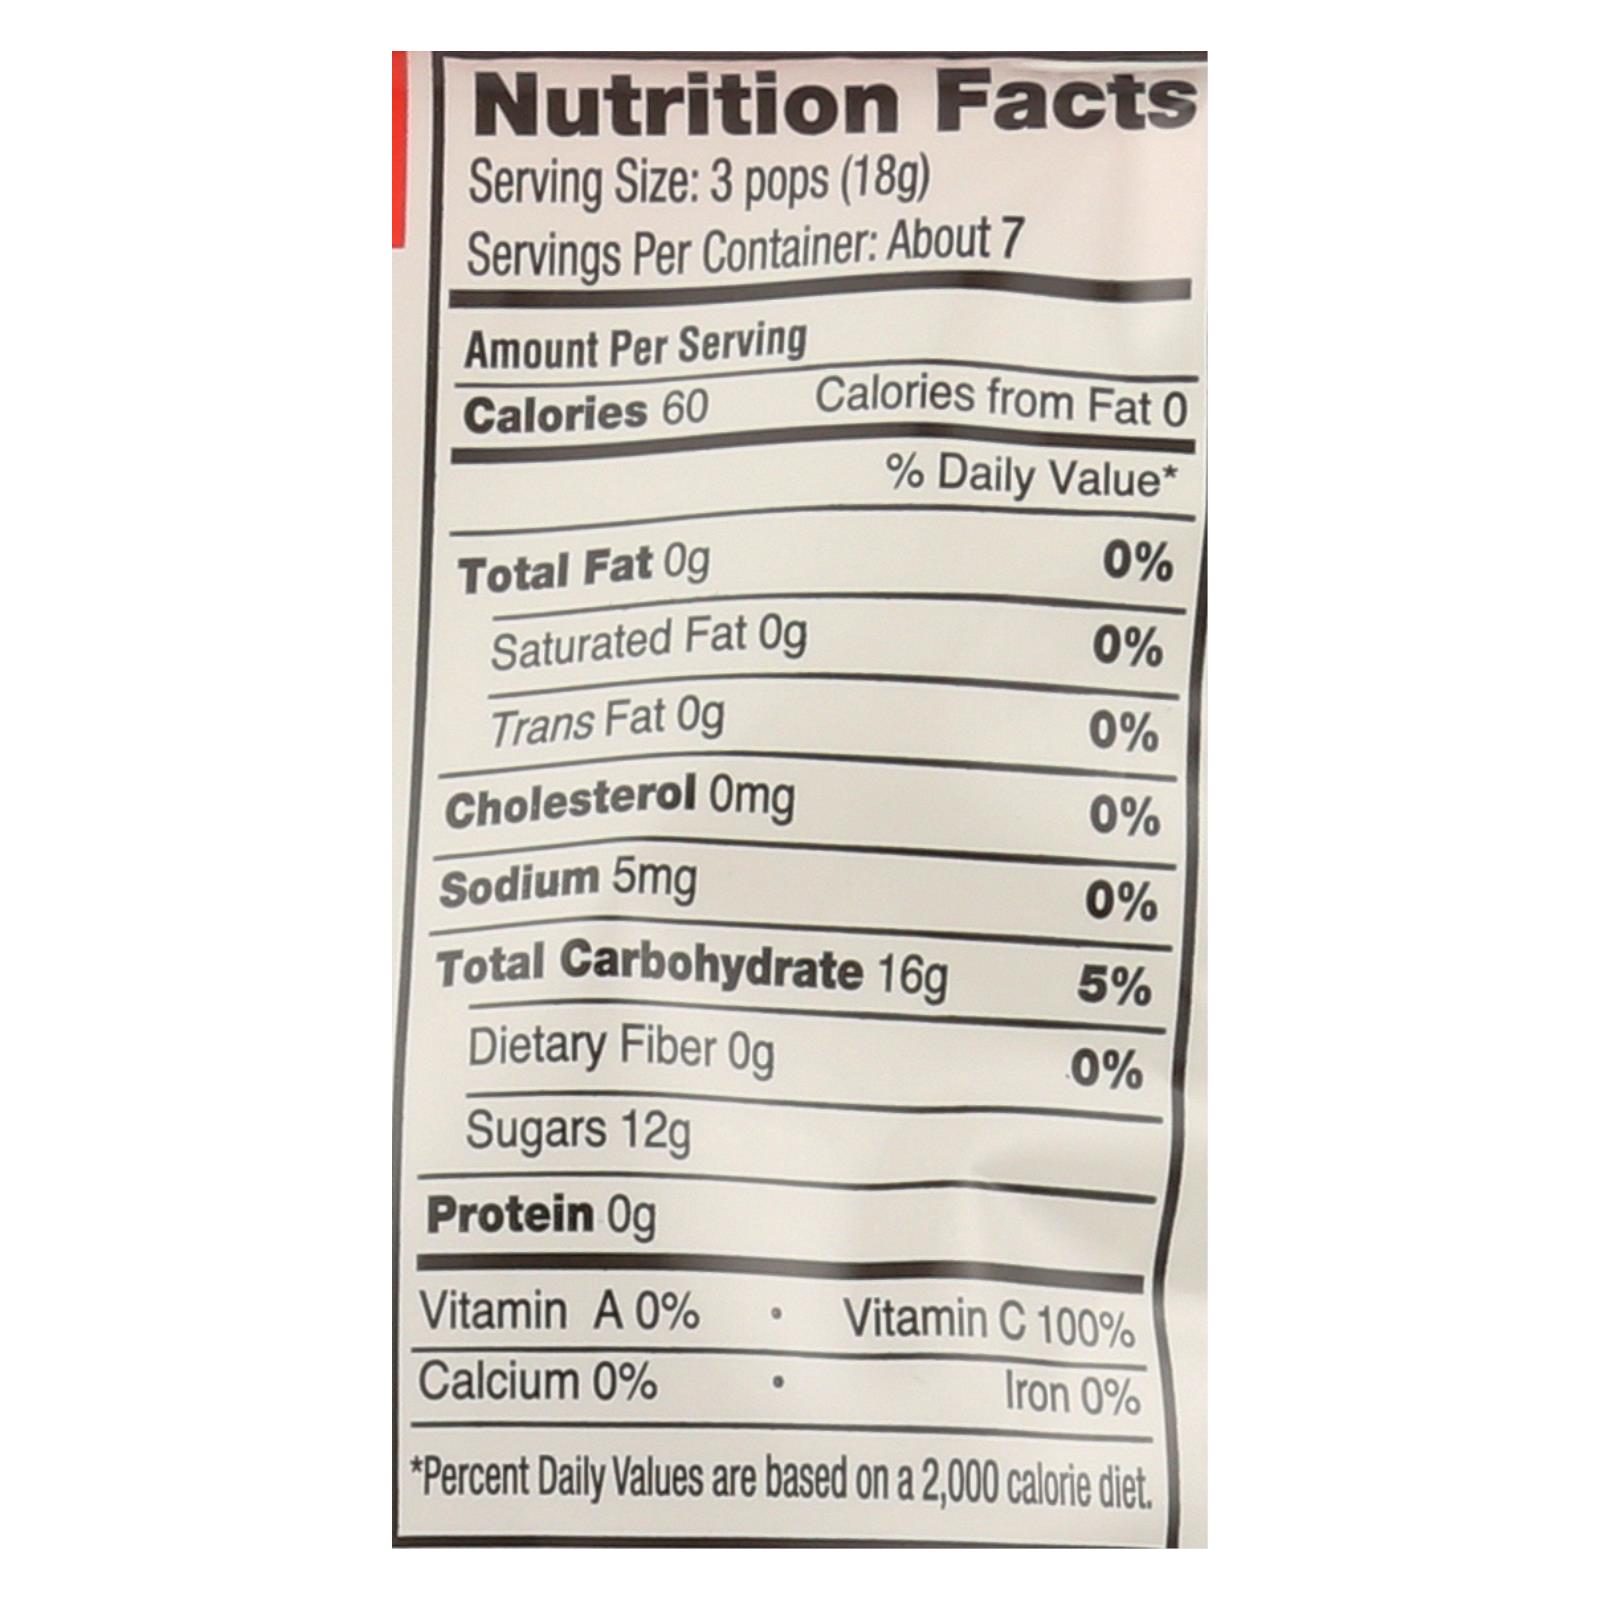 Nutrition Facts
Serving Size: 3 pops (18g)
Servings Per Container: About 7
Amount Per Serving
Calories 60 Calories from Fat 0
% Daily Value*
Total Fat 0g 0%
Saturated Fat 0g 0%
Trans Fat 0g 0%
Cholesterol 0mg 0%
Sodium 5mg 0%
Total Carbohydrate 16g 5%
Dietary Fiber 0g 0%
Sugars 12g
Protein 0g
Vitamin A 0% • Vitamin C 100%
Calcium 0% • Iron 0%
*Percent Daily Values are based on a 2,000 calorie diet.